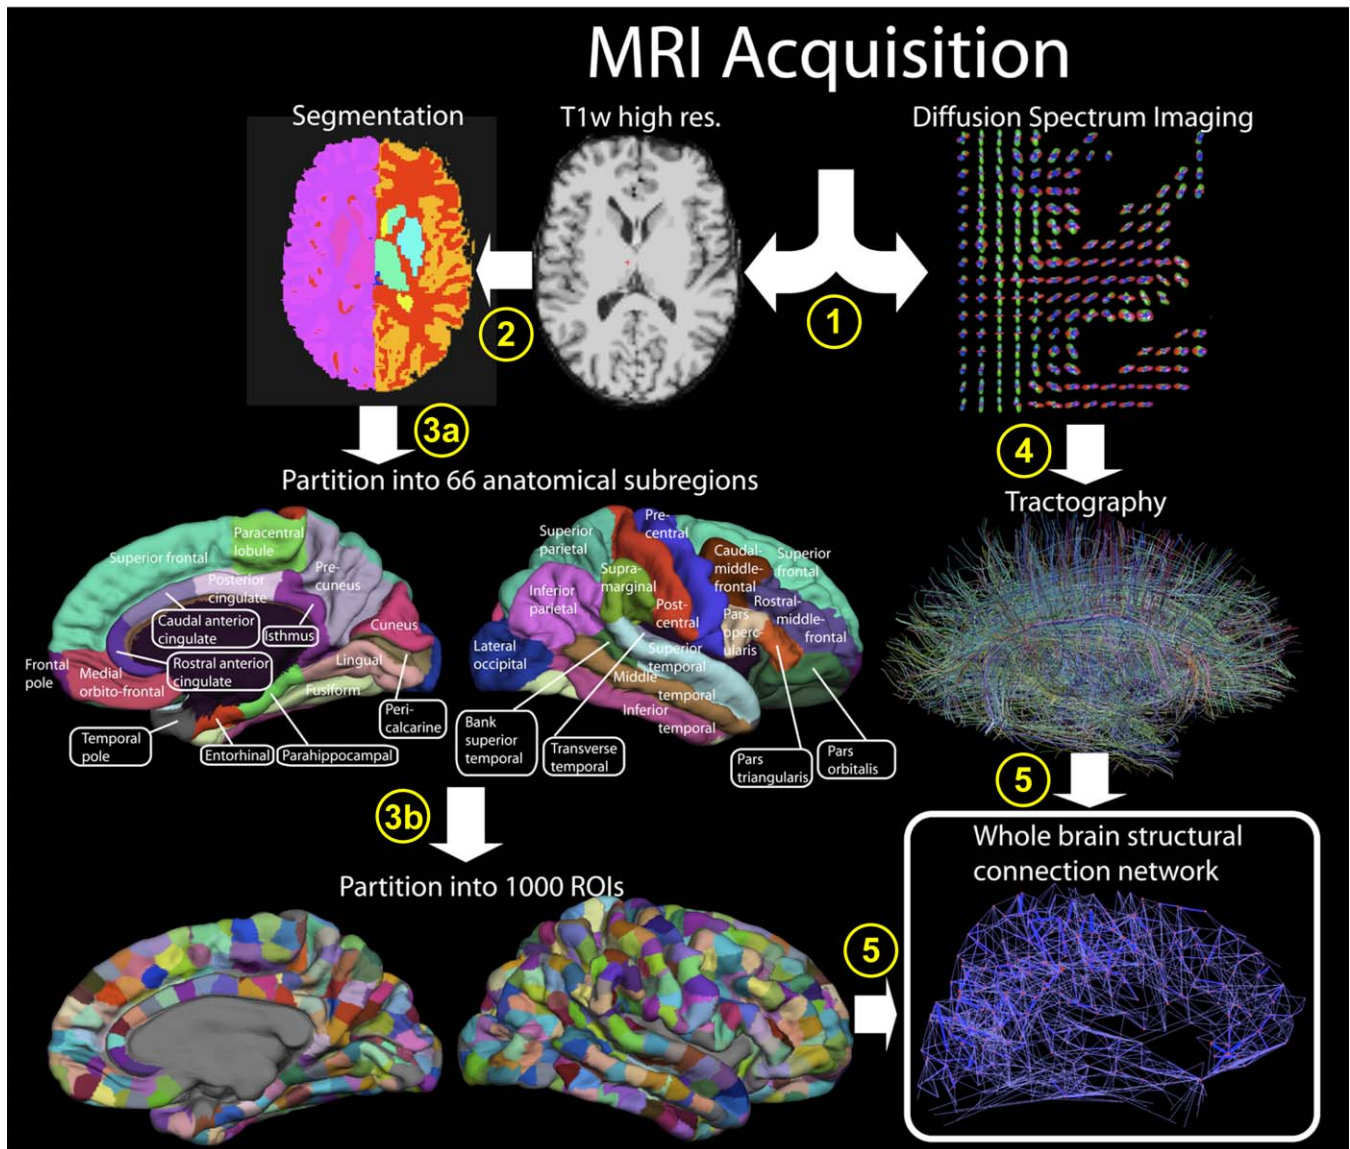 MRI Acquisition
Segmentation
T1w high res.
Diffusion Spectrum Imaging
1
2
3a
4
Partition into 66 anatomical subregions
Tractography
Superior frontal
Paracentral
lobule
Posterior
cingulate
Pre-
cuneus
Caudal anterior
cingulate
Isthmus
Cuneus
Frontal
pole
Medial
orbito-frontal
Rostral anterior
cingulate
Lingual
Fusiform
Peri-
calcarine
Temporal
pole
Entorhinal
Parahippocampal
Superior
parietal
Pre-
central
Caudal-
middle-
frontal
Superior
frontal
Supra-
marginal
Inferior
parietal
Post-
central
Pars
operc-
ularis
Rostral-
middle-
frontal
Lateral
occipital
Superior
temporal
Middle
temporal
Inferior
temporal
Bank
superior
temporal
Transverse
temporal
Pars
triangularis
Pars
orbitalis
3b
5
Partition into 1000 ROIs
5
Whole brain structural
connection network